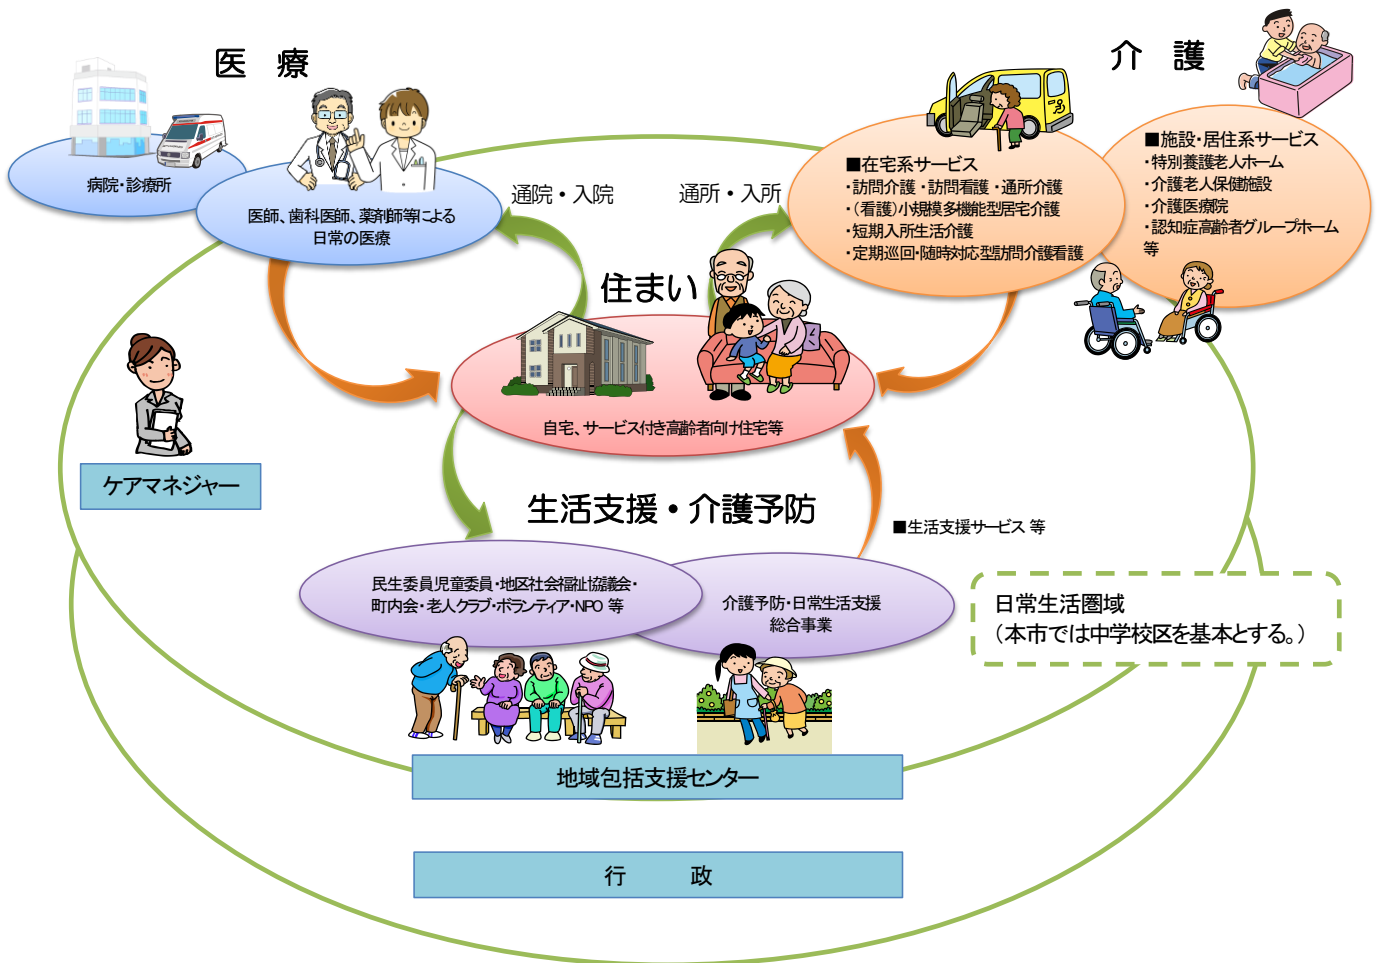 医 療
介 護
病院・診療所
医師、歯科医師、薬剤師等による
日常の医療
通院・入院
通所・入所
■在宅系サービス
・訪問介護・訪問看護・通所介護
・(看護)小規模多機能型居宅介護
・短期入所生活介護
・定期巡回・随時対応型訪問介護看護
■施設・居住系サービス
・特別養護老人ホーム
・介護老人保健施設
・介護医療院
・認知症高齢者グループホーム
等
住まい
自宅、サービス付き高齢者向け住宅等
ケアマネジャー
生活支援・介護予防
■生活支援サービス 等
民生委員児童委員・地区社会福祉協議会・
町内会・老人クラブ・ボランティア・NPO 等
介護予防・日常生活支援
総合事業
日常生活圏域
（本市では中学校区を基本とする。）
地域包括支援センター
行 政